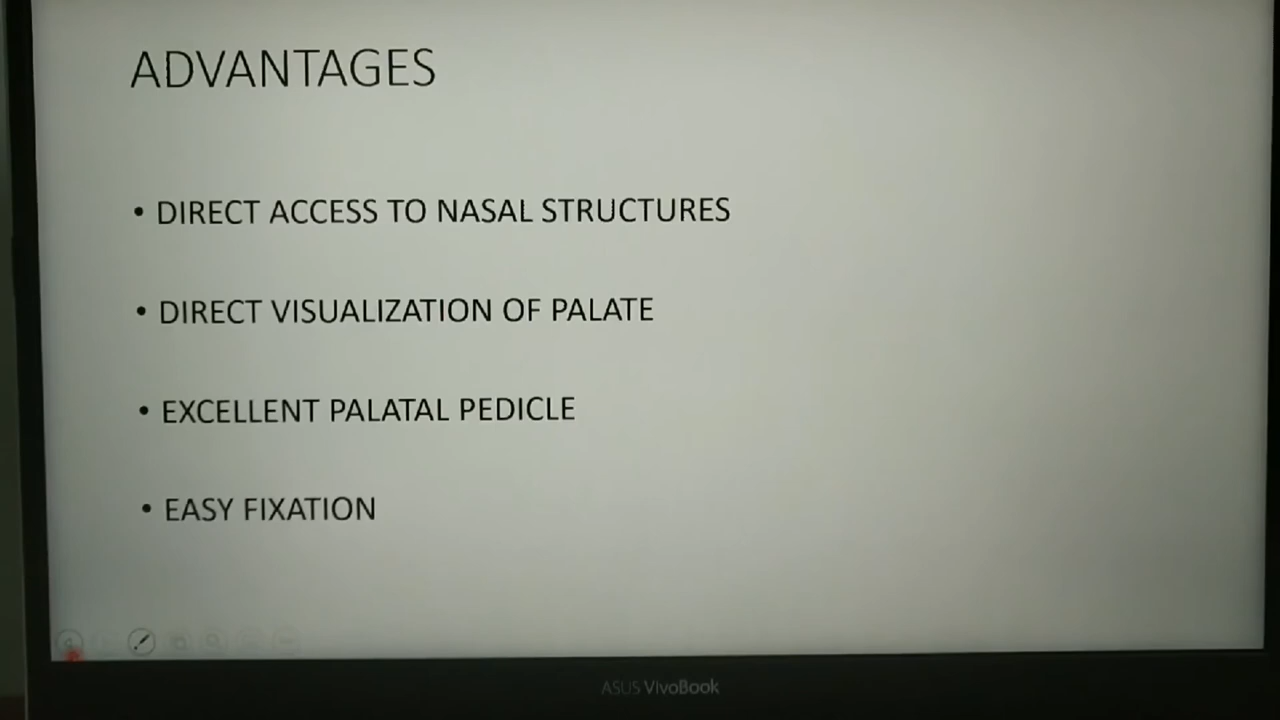 ADVANTAGES
• DIRECT ACCESS TO NASAL STRUCTURES
• DIRECT VISUALIZATION OF PALATE
• EXCELLENT PALATAL PEDICLE
• EASY FIXATION
ASUS VivoBook